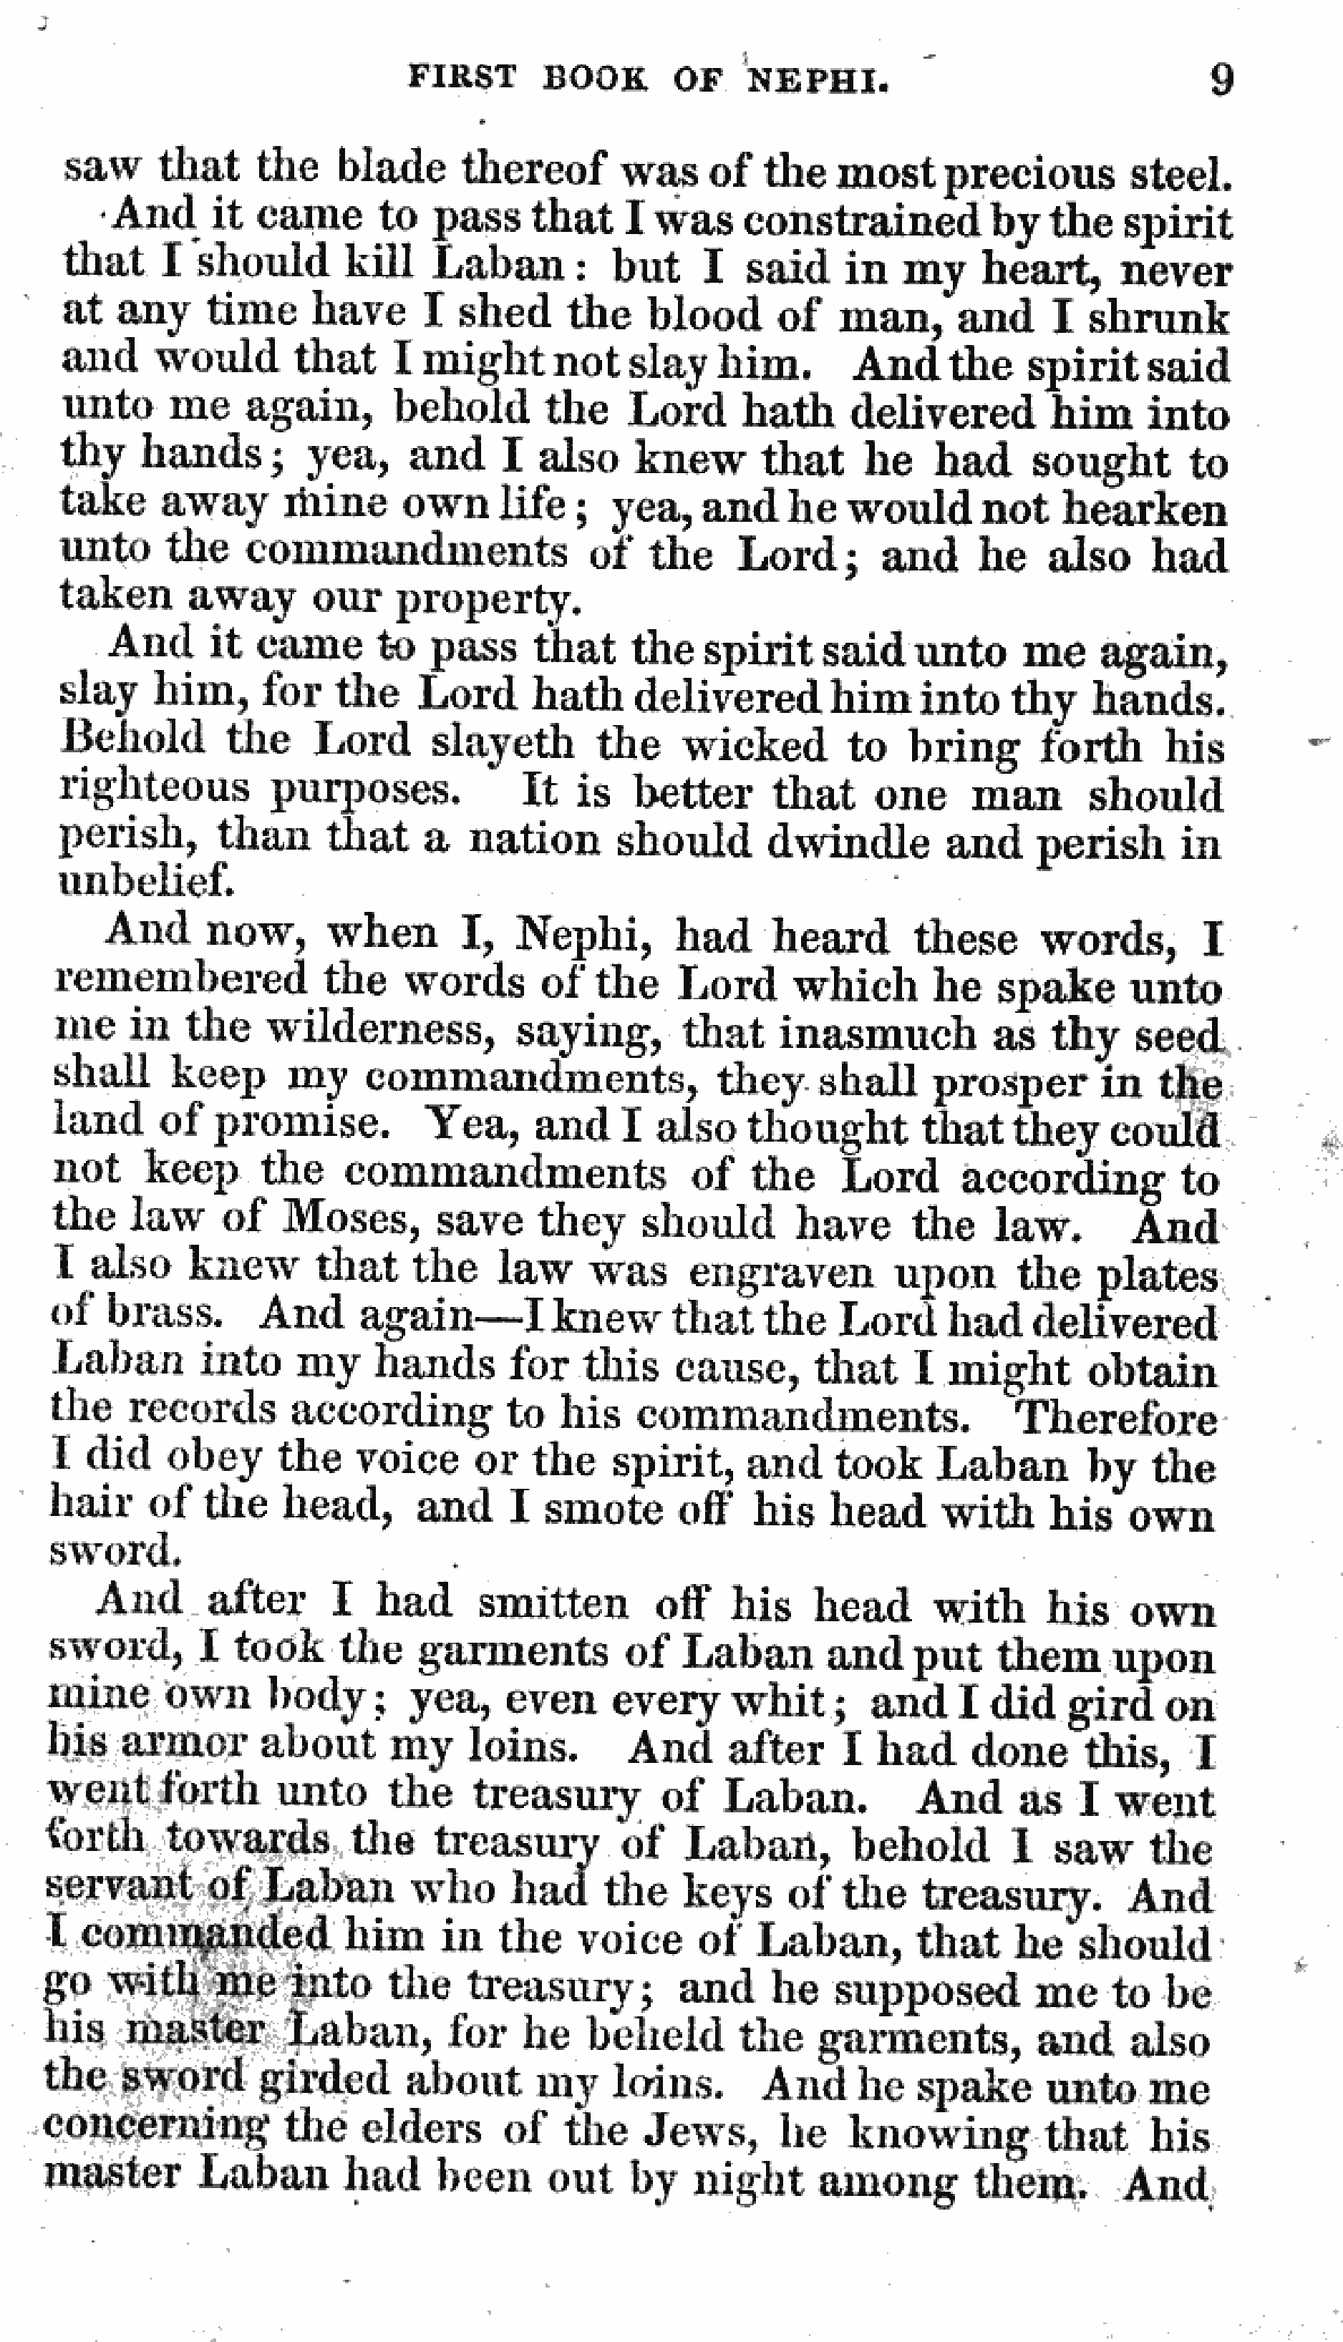 FIRST BOOK OF NEPHI. 9
saw that the blade thereof was of the most precious steel.
And it came to pass that I was constrained by the spirit
that I should kill Laban: but I said in my heart, never
at any time have I shed the blood of man, and I shrunk
and would that I might not slay him. And the spirit said
unto me again, behold the Lord hath delivered him into
thy hands; yea, and I also knew that he had sought to
take away mine own life; yea, and he would not hearken
unto the commandments of the Lord; and he also had
taken away our property.
And it came to pass that the spirit said unto me again,
slay him, for the Lord hath delivered him into thy hands.
Behold the Lord slayeth the wicked to bring forth his
righteous purposes. It is better that one man should
perish, than that a nation should dwindle and perish in
unbelief.
And now, when I, Nephi, had heard these words, I
remembered the words of the Lord which he spake unto
me in the wilderness, saying, that inasmuch as thy seed
shall keep my commandments, they shall prosper in the
land of promise. Yea, and I also thought that they could
not keep the commandments of the Lord according to
the law of Moses, save they should have the law. And
I also knew that the law was engraven upon the plates
of brass. And again—I knew that the Lord had delivered
Laban into my hands for this cause, that I might obtain
the records according to his commandments. Therefore
I did obey the voice or the spirit, and took Laban by the
hair of the head, and I smote off his head with his own
sword.
And after I had smitten off his head with his own
sword, I took the garments of Laban and put them upon
mine own body; yea, even every whit; and I did gird on
his armor about my loins. And after I had done this, I
went forth unto the treasury of Laban. And as I went
forth towards the treasury of Laban, behold I saw the
servant of Laban who had the keys of the treasury. And
I commanded him in the voice of Laban, that he should
go with me into the treasury; and he supposed me to be
his master Laban, for he beheld the garments, and also
the sword girded about my loins. And he spake unto me
concerning the elders of the Jews, he knowing that his
master Laban had been out by night among them. And